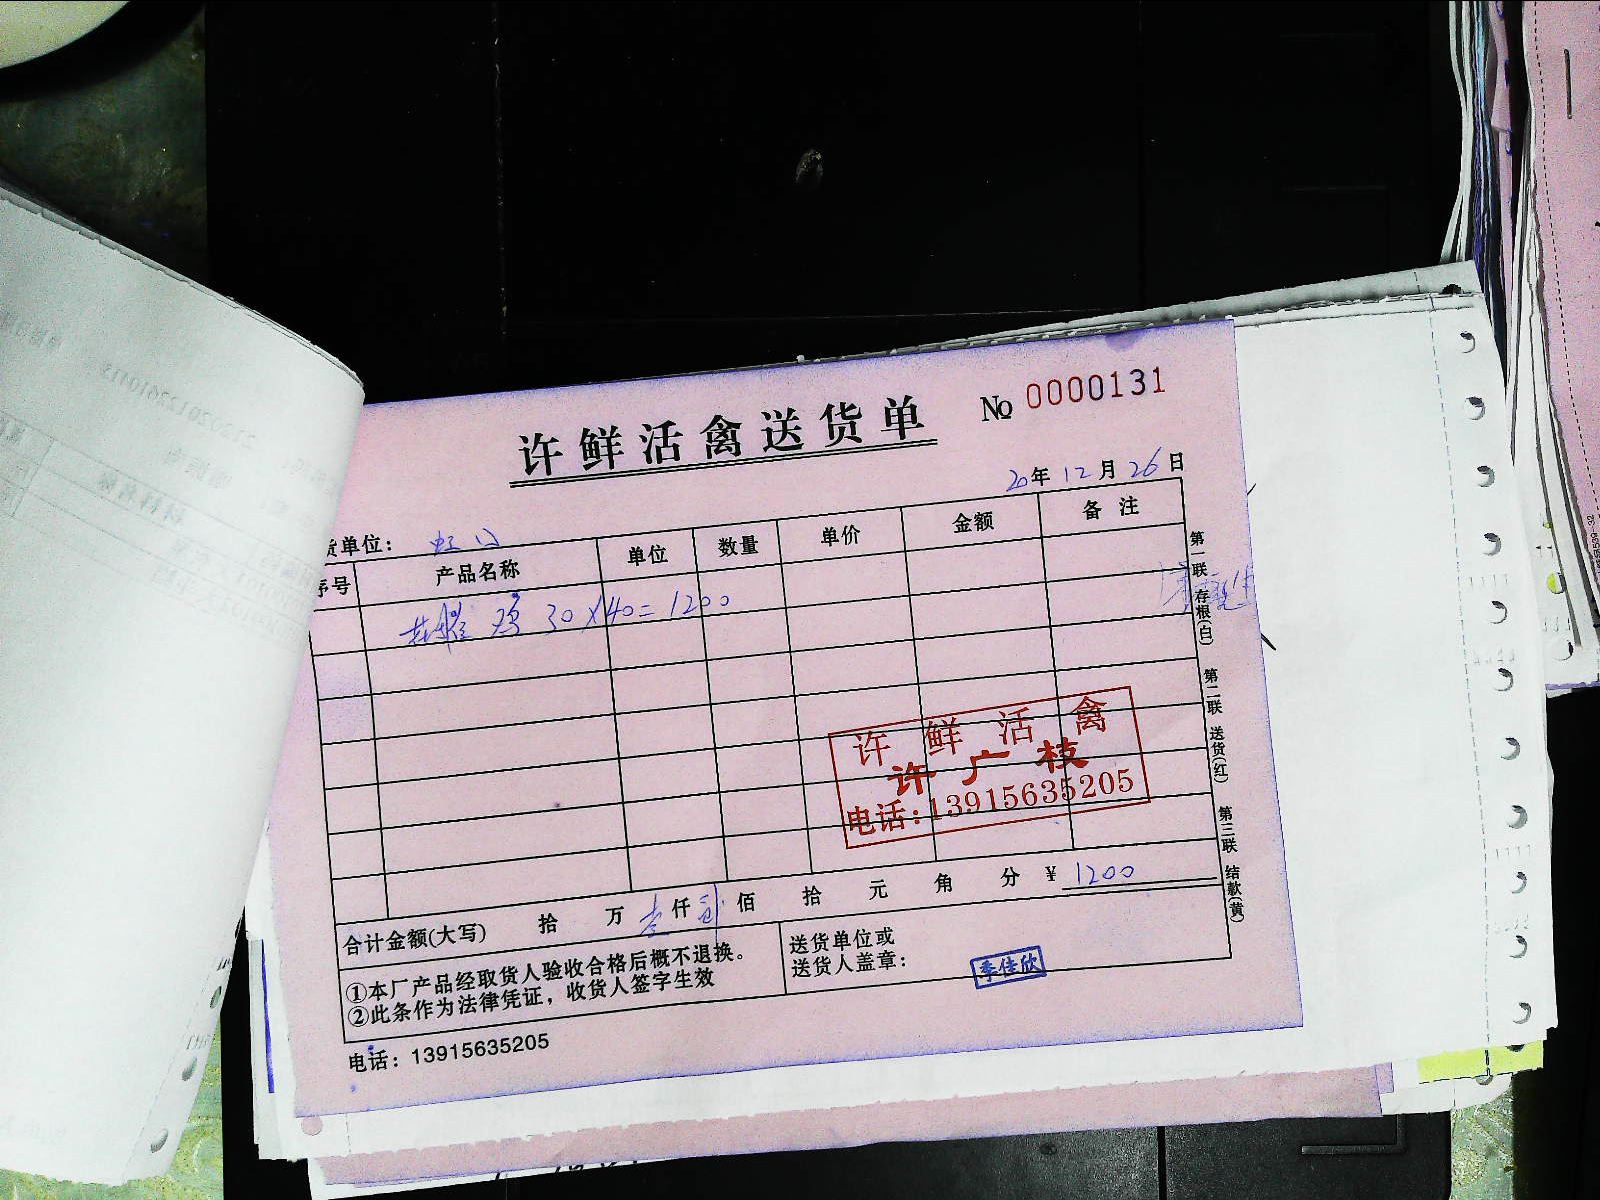 许鲜活禽送货单
№ 0000131
20年 12月 26日
货单位：虹口
序号 产品名称 单位 数量 单价 金额 备注
鸡 30×40=1200
许鲜活禽
许广枝
电话:13915635205
合计金额(大写) 拾 万 壹仟 贰佰 拾 元 角 分 ¥ 1200
①本厂产品经取货人验收合格后概不退换。
②此条作为法律凭证，收货人签字生效
送货单位或
送货人盖章：
季佳欣
电话：13915635205
第一联 存根(白) 第二联 送货(红) 第三联 结款(黄)